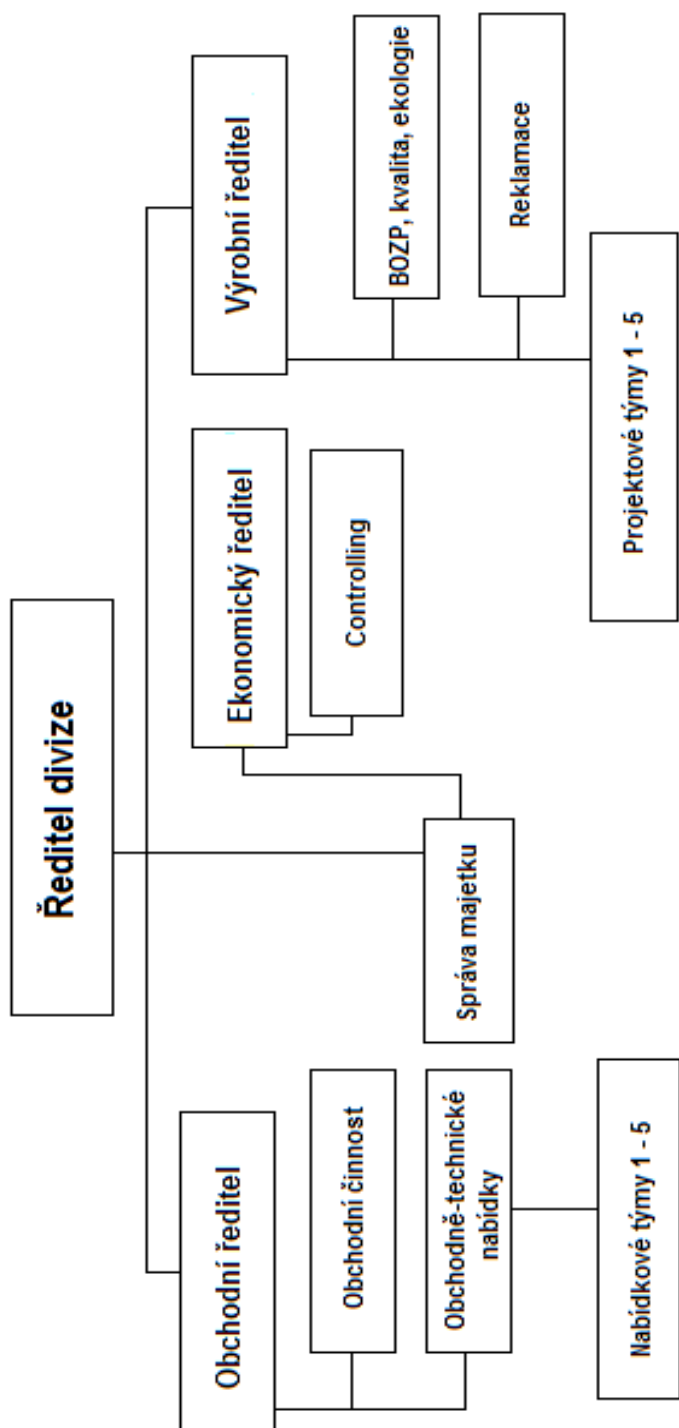 Ředitel divize
Obchodní ředitel
Ekonomický ředitel
Výrobní ředitel
Obchodní činnost
Controlling
BOZP, kvalita, ekologie
Obchodně-technické
nabídky
Správa majetku
Reklamace
Nabídkové týmy 1 - 5
Projektové týmy 1 - 5